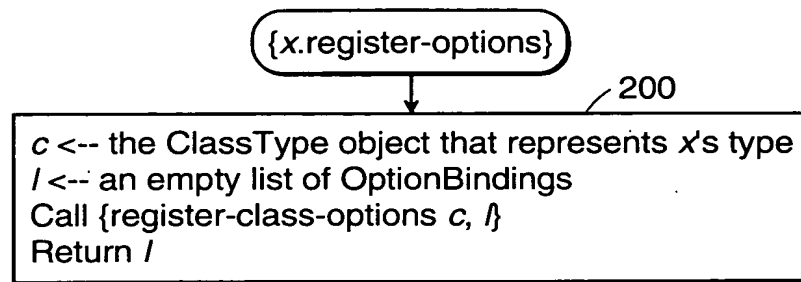 {x.register-options}
200
c <-- the ClassType object that represents x's type
l <-- an empty list of OptionBindings
Call {register-class-options c, l}
Return l